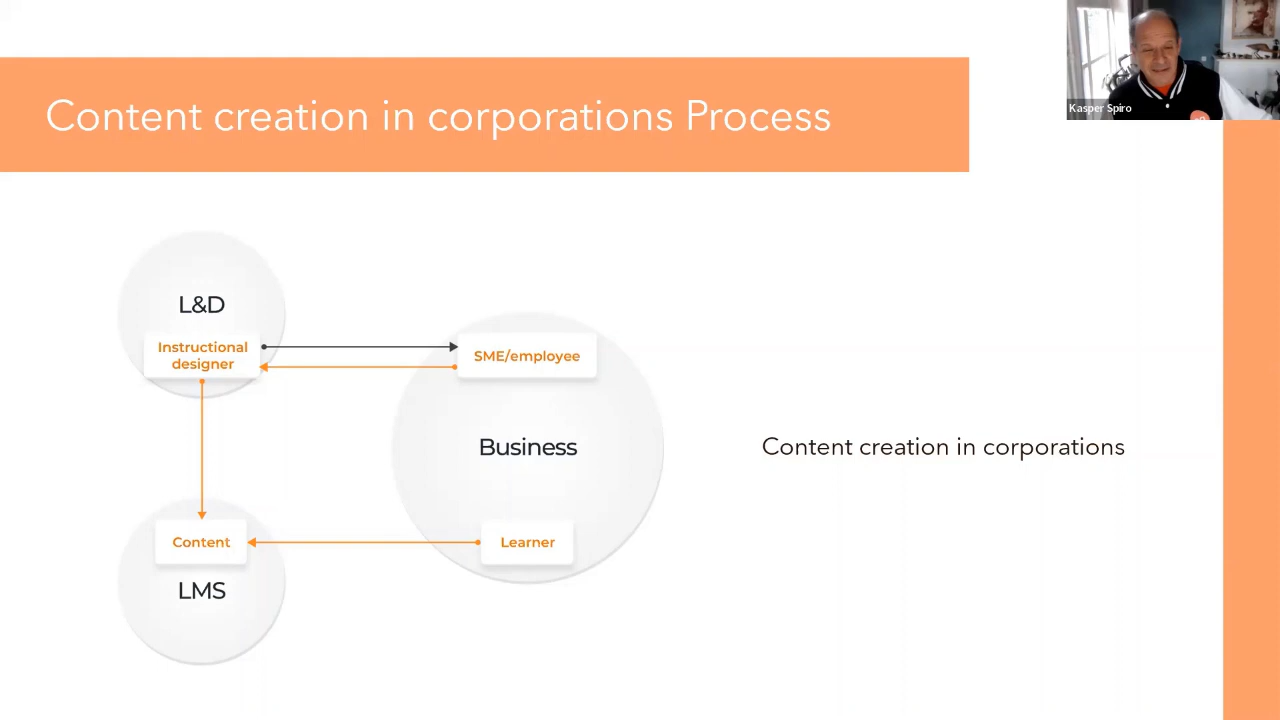 Kasper Spiro
Content creation in corporations Process
L&D
Instructional
designer
SME/employee
Business
Content creation in corporations
Content
Learner
LMS